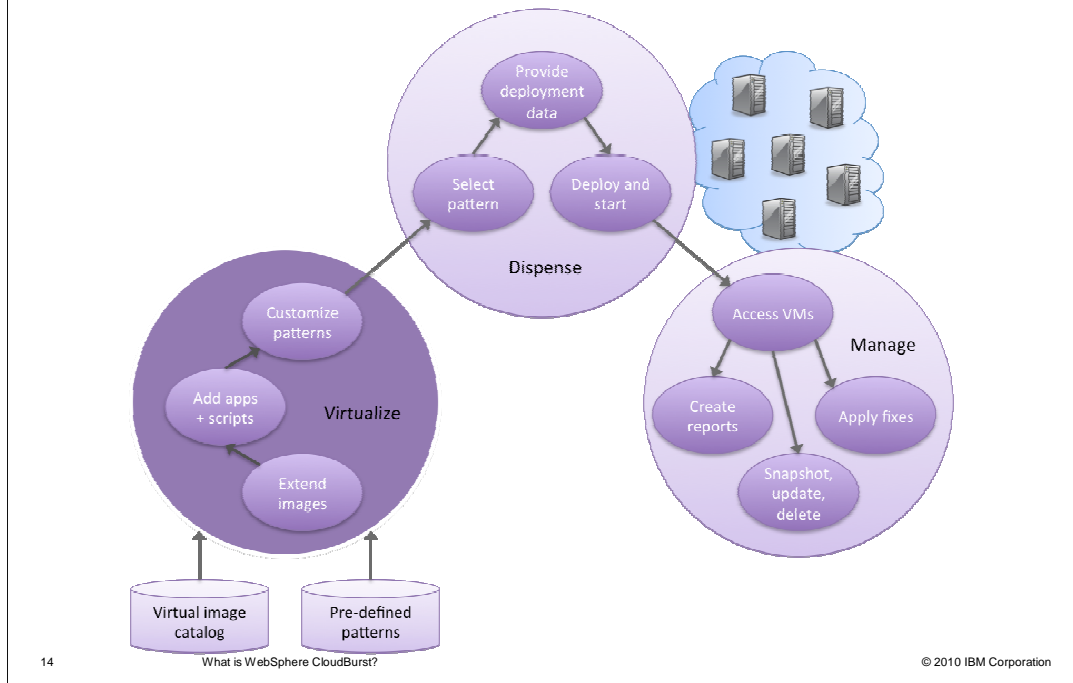 Provide
deployment
data
Select
pattern
Deploy and
start
Dispense
Customize
patterns
Add apps
+ scripts
Virtualize
Extend
images
Access VMs
Manage
Create
reports
Apply fixes
Snapshot,
update,
delete
Virtual image
catalog
Pre-defined
patterns
14
What is WebSphere CloudBurst?
© 2010 IBM Corporation